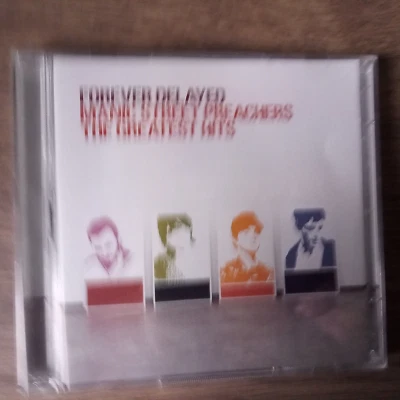 FOREVER DELAYED
MANIC STREET PREACHERS
THE GREATEST HITS